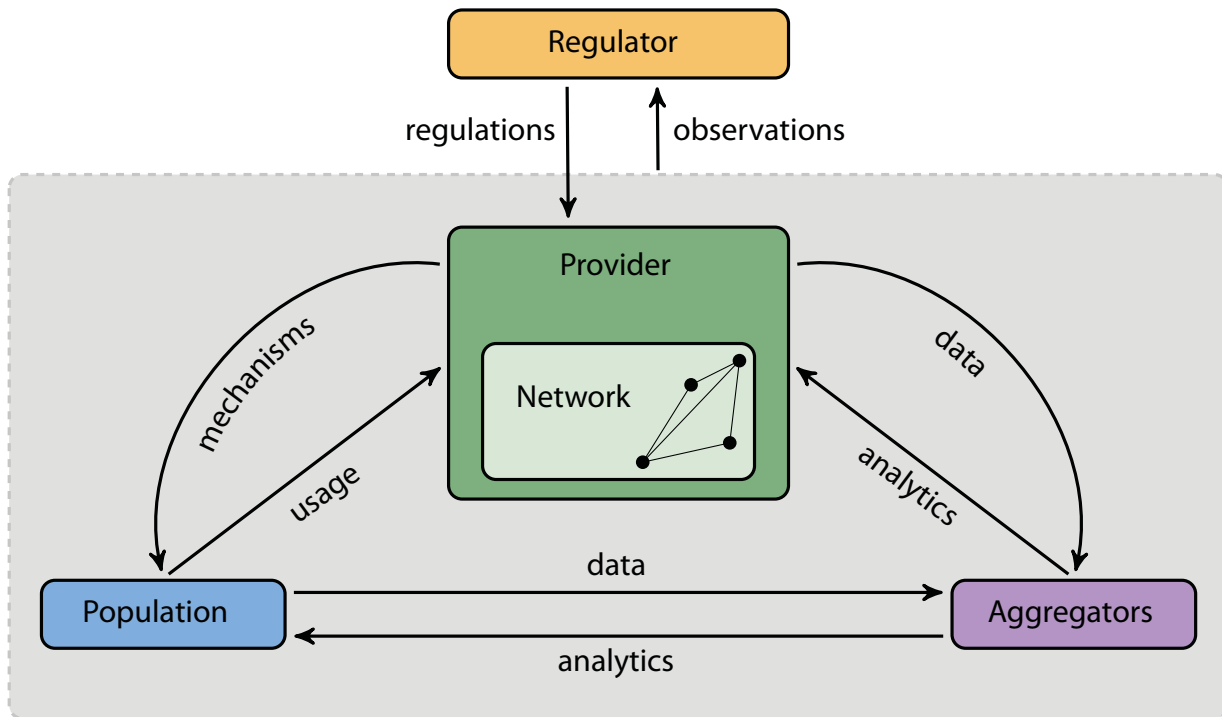 Regulator
regulations
observations
Provider
mechanisms
data
Network
usage
analytics
data
Population
Aggregators
analytics